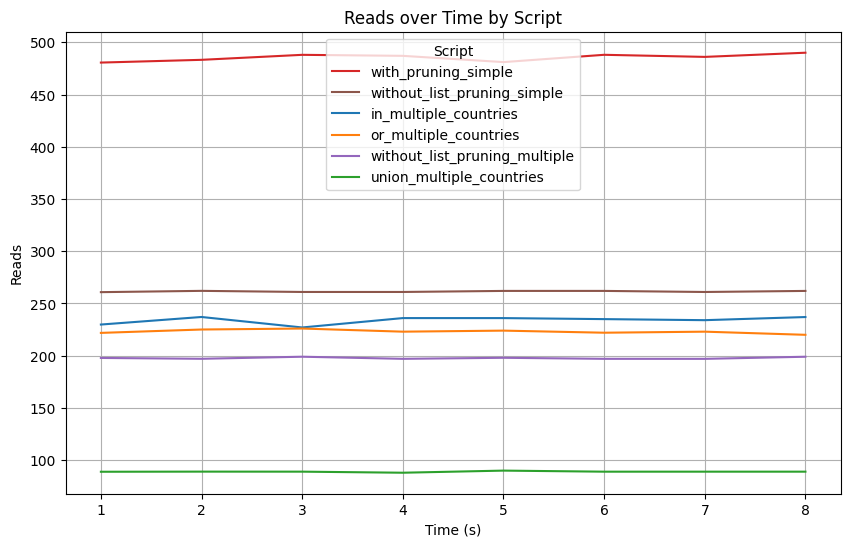 Reads over Time by Script
500
450
400
350
300
250
200
150
100
Reads
Script
with_pruning_simple
without_list_pruning_simple
in_multiple_countries
or_multiple_countries
without_list_pruning_multiple
union_multiple_countries
1 2 3 4 5 6 7 8
Time (s)